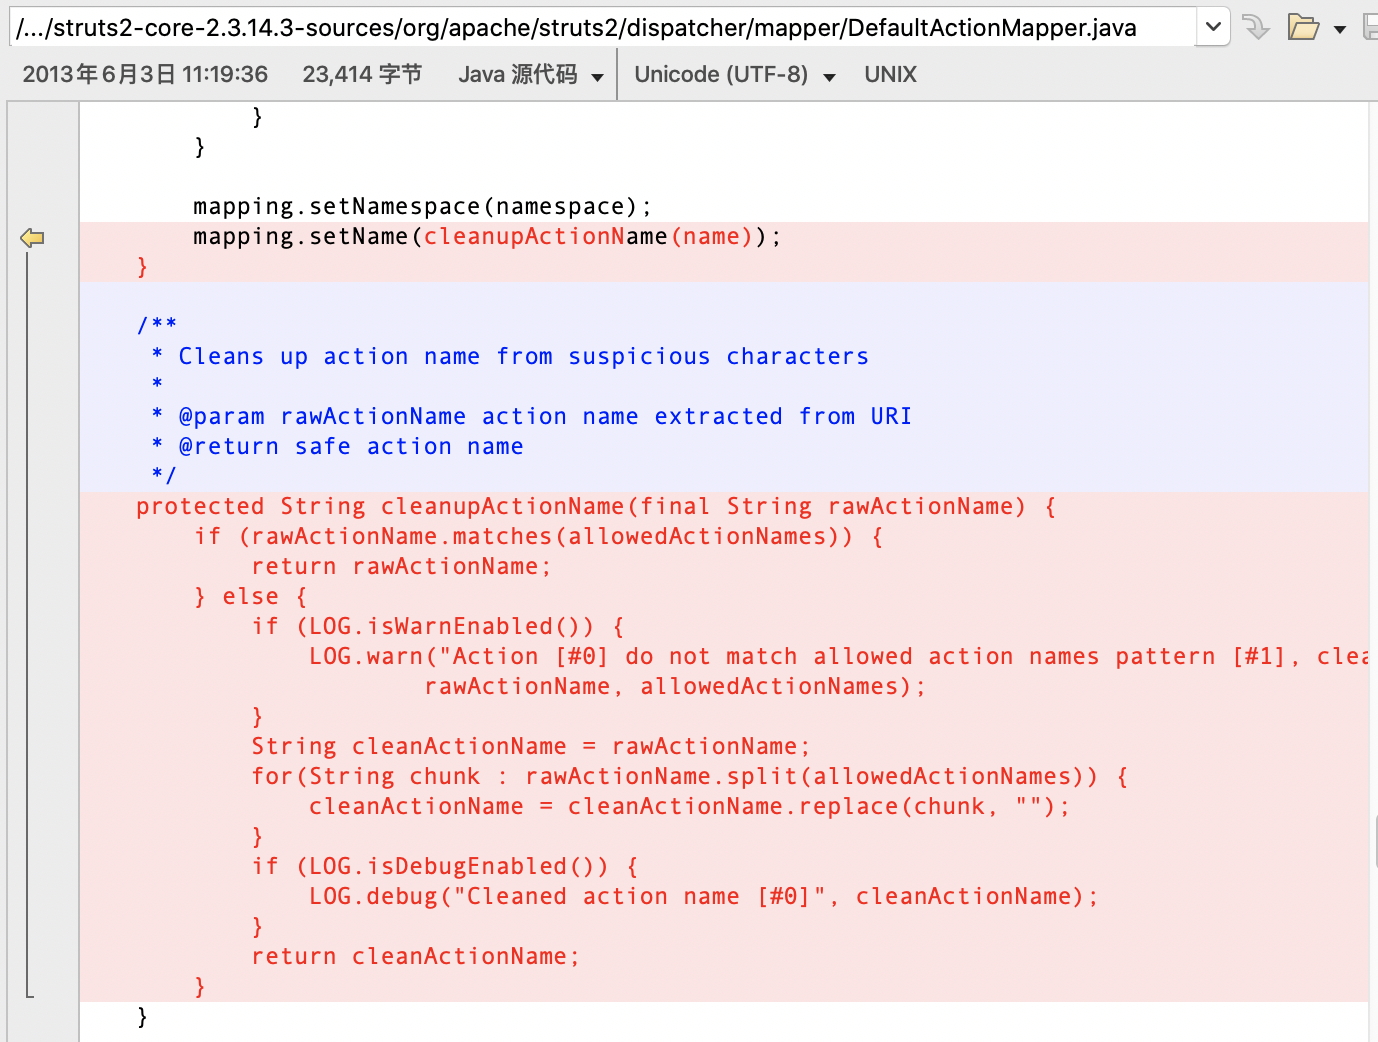 /.../struts2-core-2.3.14.3-sources/org/apache/struts2/dispatcher/mapper/DefaultActionMapper.java
2013年6月3日 11:19:36 23,414 字节 Java 源代码 Unicode (UTF-8) UNIX
}
}
mapping.setNamespace(namespace);
mapping.setName(cleanupActionName(name));
}
/**
* Cleans up action name from suspicious characters
*
* @param rawActionName action name extracted from URI
* @return safe action name
*/
protected String cleanupActionName(final String rawActionName) {
if (rawActionName.matches(allowedActionNames)) {
return rawActionName;
} else {
if (LOG.isWarnEnabled()) {
LOG.warn("Action [#0] do not match allowed action names pattern [#1], clea
rawActionName, allowedActionNames);
}
String cleanActionName = rawActionName;
for(String chunk : rawActionName.split(allowedActionNames)) {
cleanActionName = cleanActionName.replace(chunk, "");
}
if (LOG.isDebugEnabled()) {
LOG.debug("Cleaned action name [#0]", cleanActionName);
}
return cleanActionName;
}
}